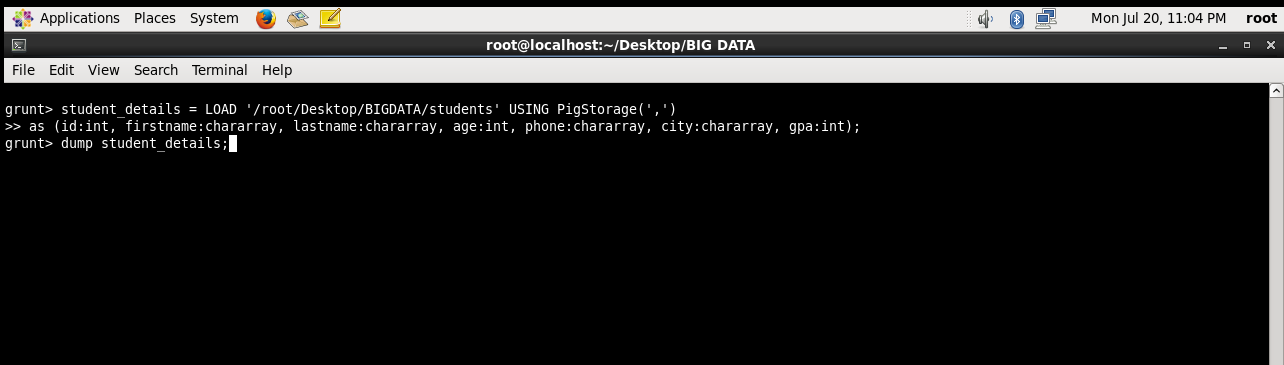 Applications Places System Mon Jul 20, 11:04 PM root
root@localhost:~/Desktop/BIG DATA
File Edit View Search Terminal Help
grunt> student_details = LOAD '/root/Desktop/BIGDATA/students' USING PigStorage(',')
>> as (id:int, firstname:chararray, lastname:chararray, age:int, phone:chararray, city:chararray, gpa:int);
grunt> dump student_details;